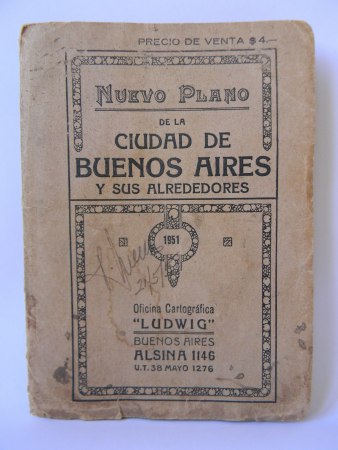 PRECIO DE VENTA $4.—
NUEVO PLANO
DE LA
CIUDAD DE
BUENOS AIRES
Y SUS ALREDEDORES
1951
Oficina Cartográfica
"LUDWIG"
BUENOS AIRES
ALSINA 1146
U.T. 38 MAYO 1276